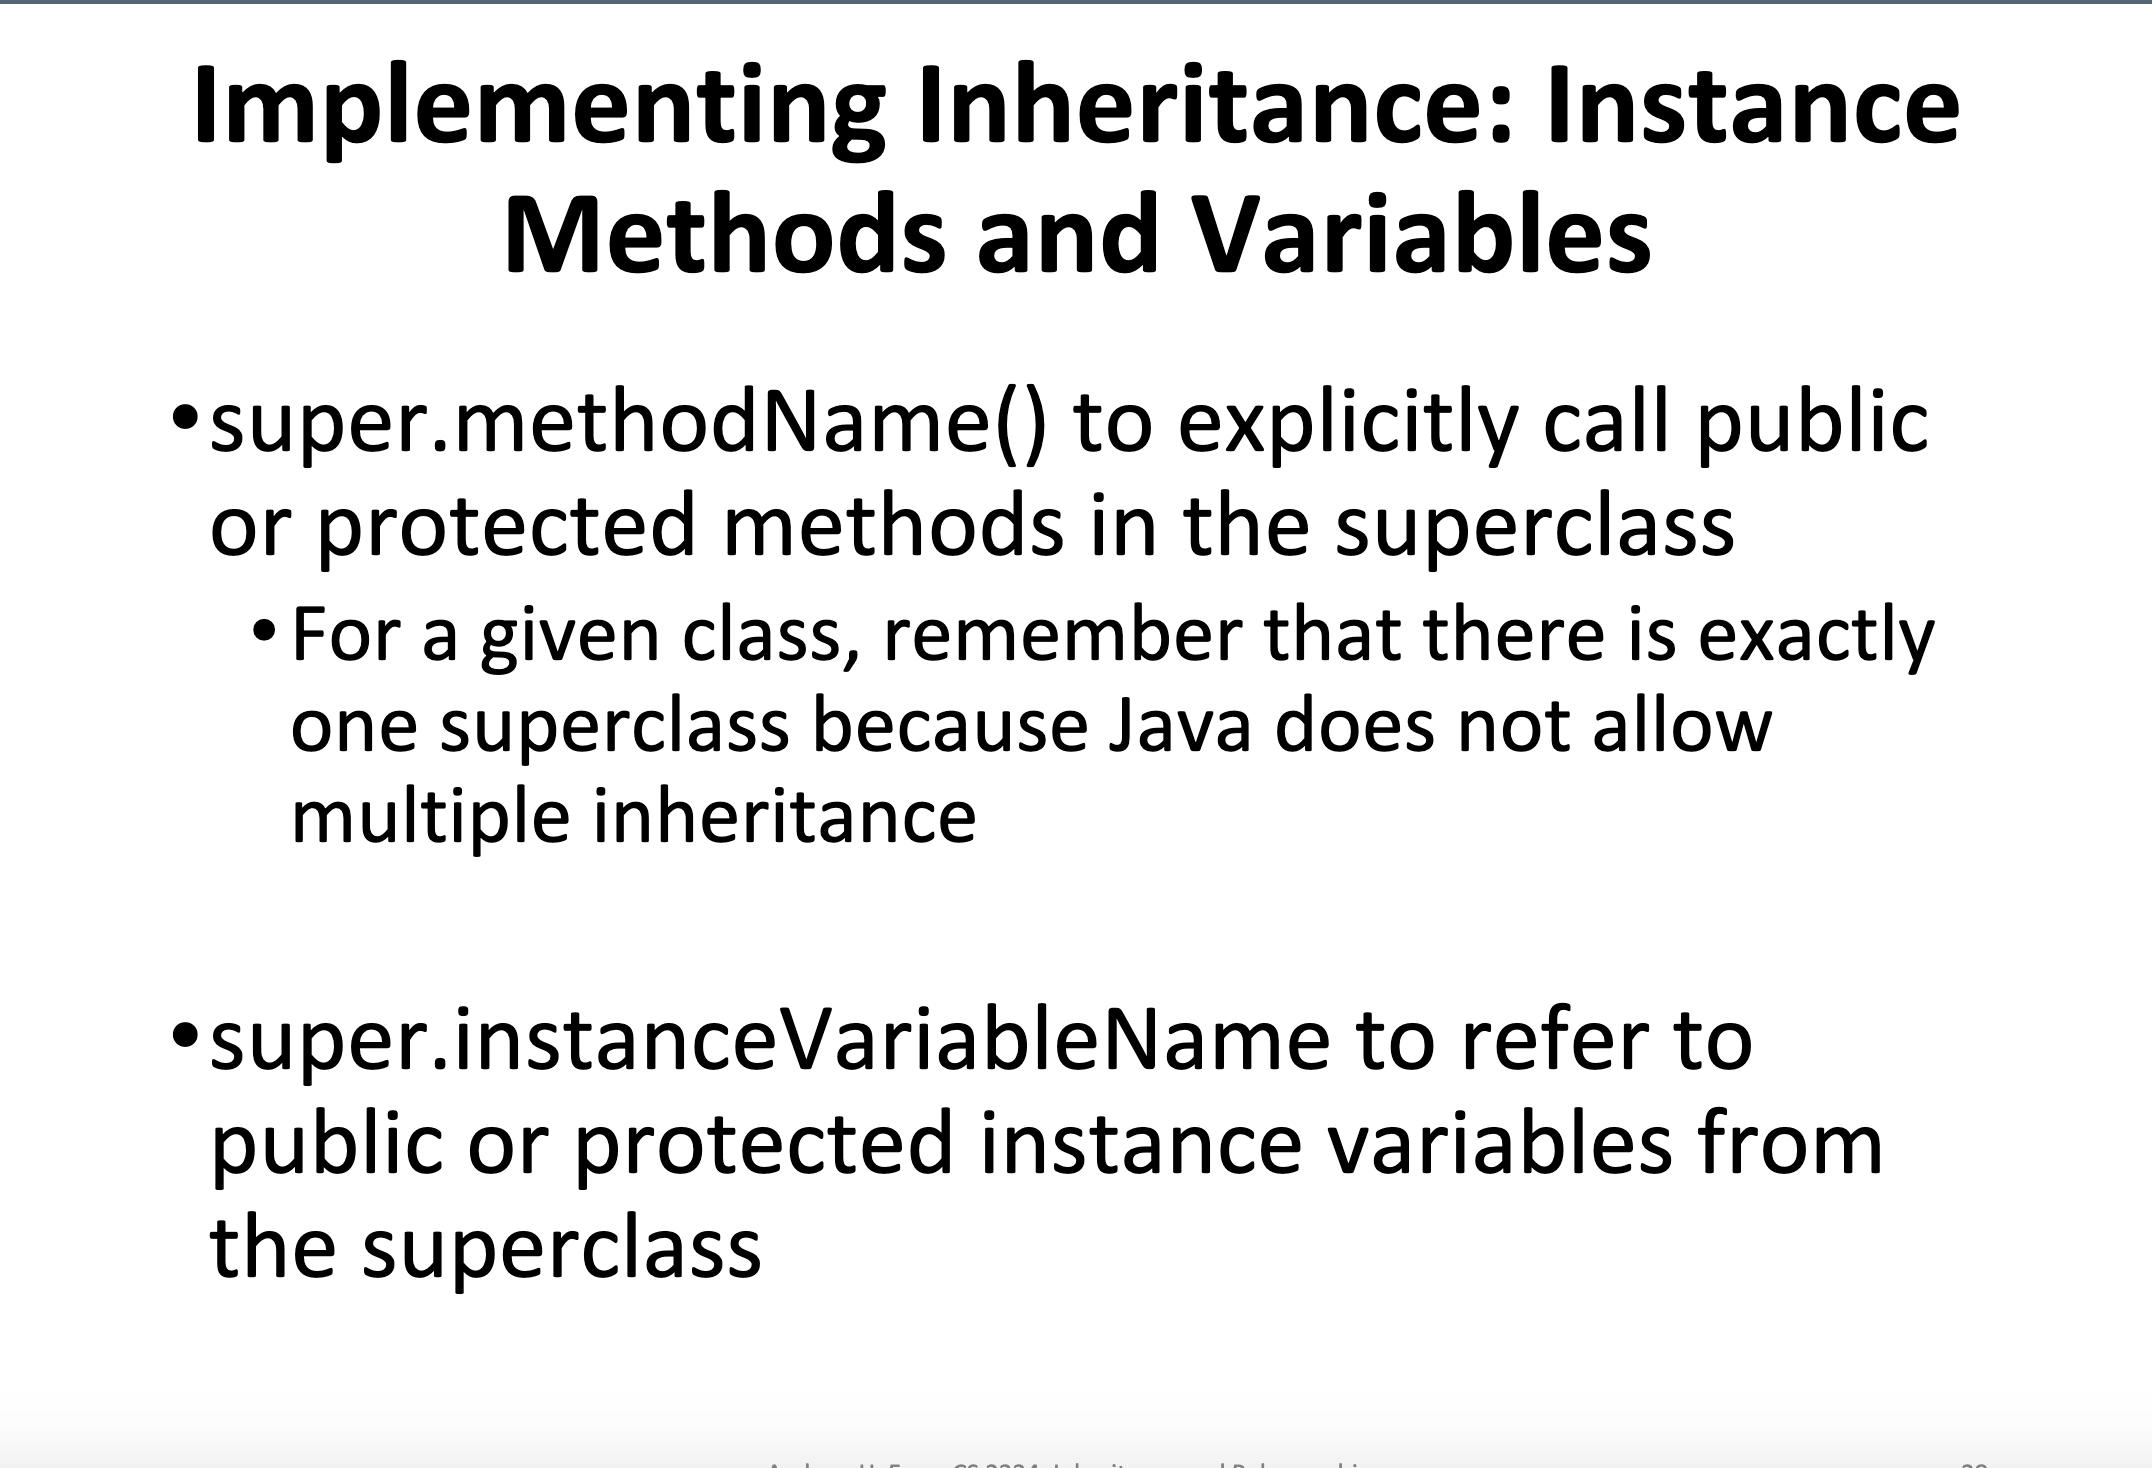 Implementing Inheritance: Instance
Methods and Variables
•super.methodName() to explicitly call public
or protected methods in the superclass
•For a given class, remember that there is exactly
one superclass because Java does not allow
multiple inheritance
•super.instanceVariableName to refer to
public or protected instance variables from
the superclass